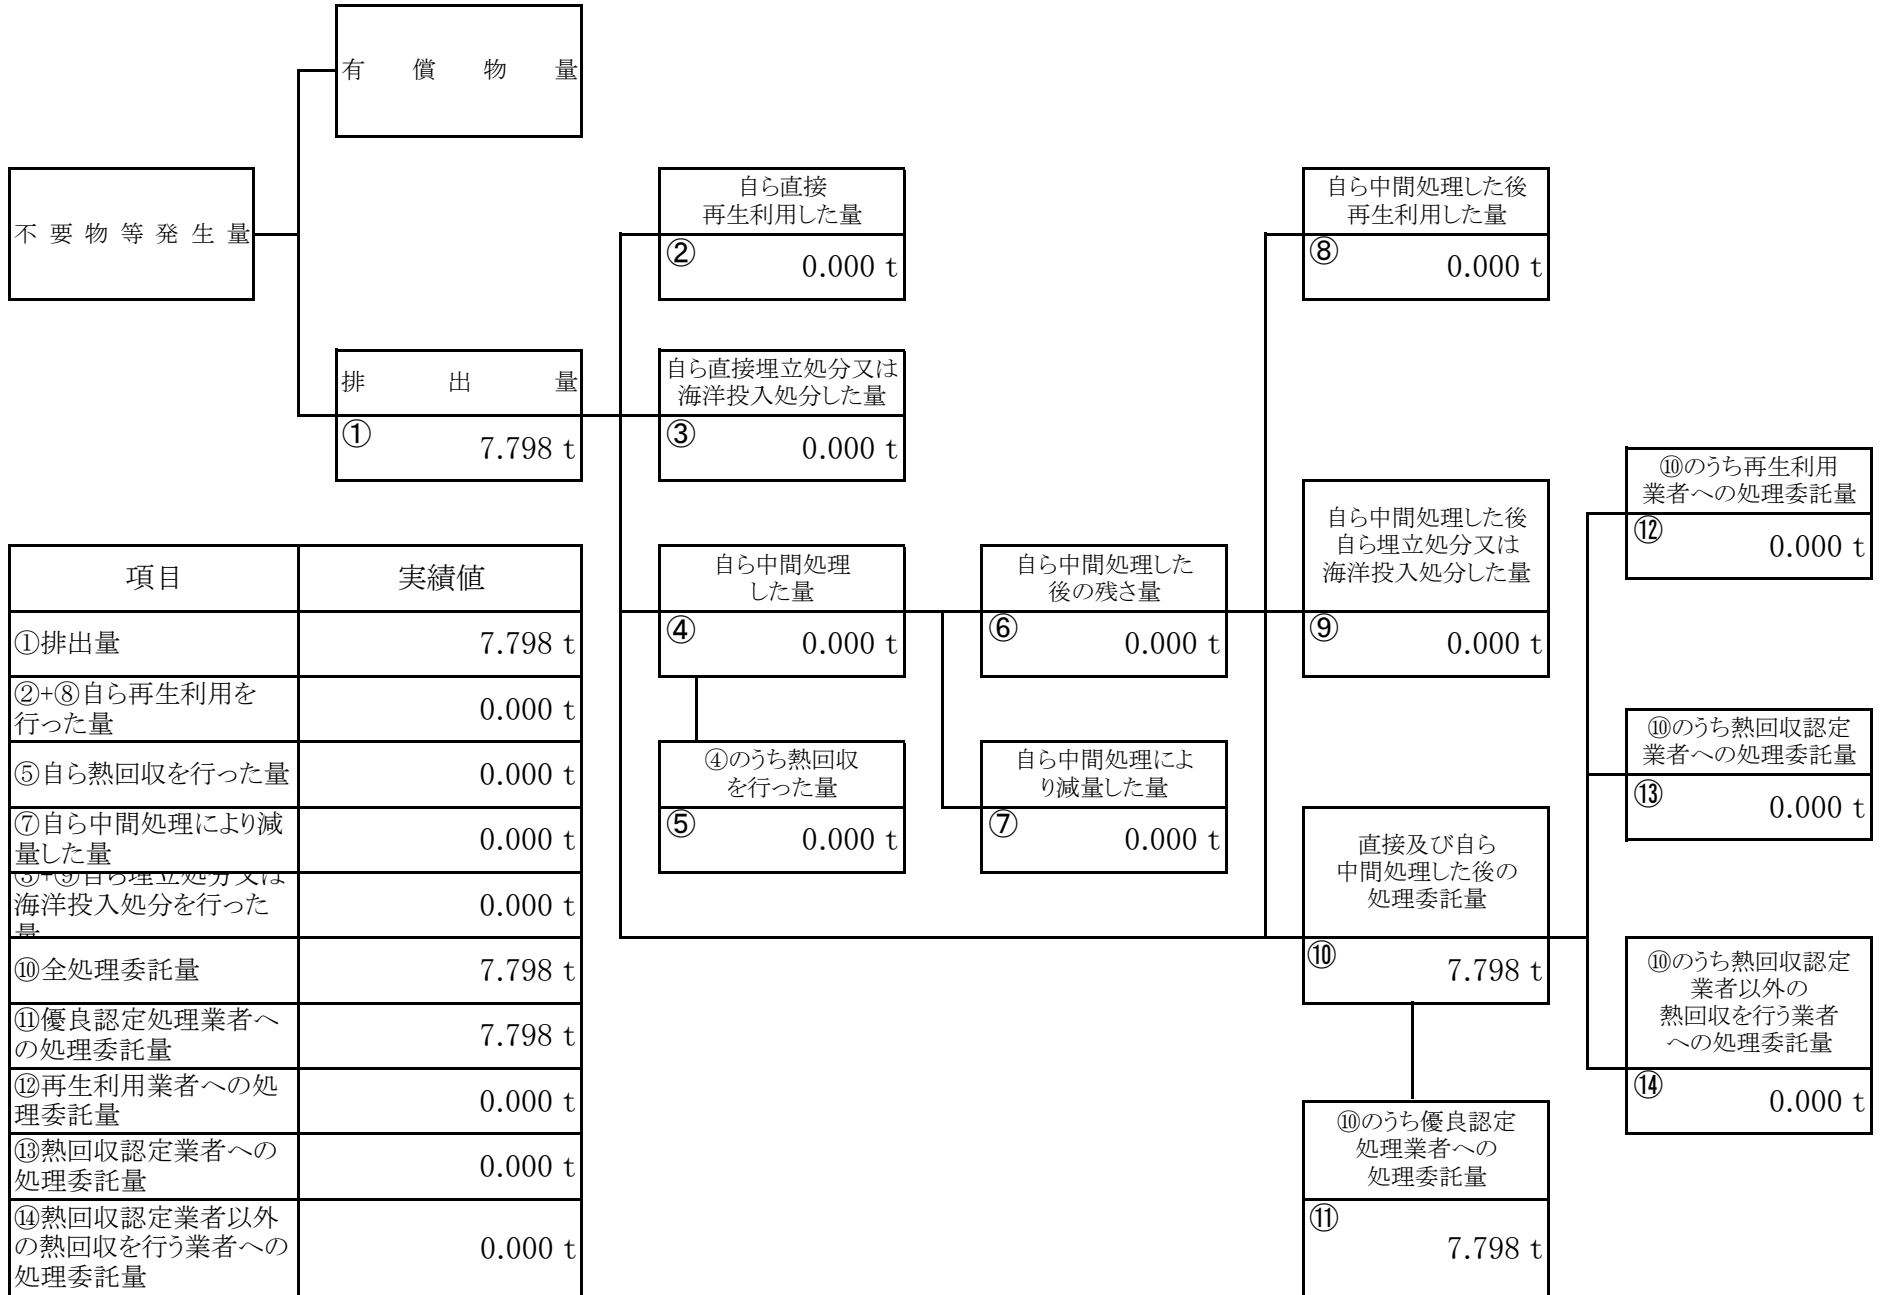 有償物量
不要物等発生量
自ら直接
再生利用した量
②
0.000 t
自ら中間処理した後
再生利用した量
⑧
0.000 t
排出量
①
7.798 t
自ら直接埋立処分又は
海洋投入処分した量
③
0.000 t
⑩のうち再生利用
業者への処理委託量
⑫
0.000 t
自ら中間処理した後
自ら埋立処分又は
海洋投入処分した量
⑨
0.000 t
自ら中間処理
した量
④
0.000 t
自ら中間処理した
後の残さ量
⑥
0.000 t
④のうち熱回収
を行った量
⑤
0.000 t
自ら中間処理によ
り減量した量
⑦
0.000 t
⑩のうち熱回収認定
業者への処理委託量
⑬
0.000 t
直接及び自ら
中間処理した後の
処理委託量
⑩
7.798 t
⑩のうち熱回収認定
業者以外の
熱回収を行う業者
への処理委託量
⑭
0.000 t
⑩のうち優良認定
処理業者への
処理委託量
⑪
7.798 t
項目 実績値
①排出量 7.798 t
②+⑧自ら再生利用を
行った量 0.000 t
⑤自ら熱回収を行った量 0.000 t
⑦自ら中間処理により減
量した量 0.000 t
③+⑨自ら埋立処分又は
海洋投入処分を行った
量 0.000 t
⑩全処理委託量 7.798 t
⑪優良認定処理業者へ
の処理委託量 7.798 t
⑫再生利用業者への処
理委託量 0.000 t
⑬熱回収認定業者への
処理委託量 0.000 t
⑭熱回収認定業者以外
の熱回収を行う業者への
処理委託量 0.000 t